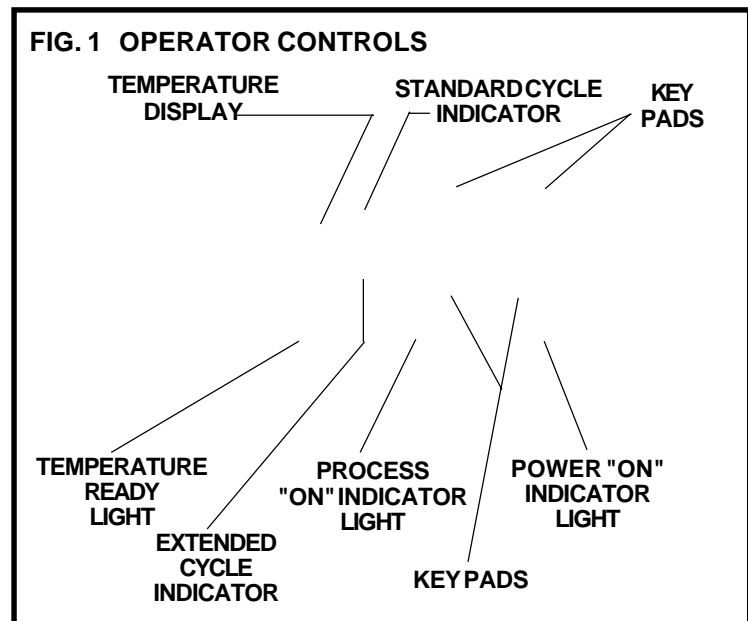 FIG. 1 OPERATOR CONTROLS
TEMPERATURE
DISPLAY
STANDARD CYCLE
INDICATOR
KEY
PADS
TEMPERATURE
READY
LIGHT
EXTENDED
CYCLE
INDICATOR
PROCESS
"ON" INDICATOR
LIGHT
KEY PADS
POWER "ON"
INDICATOR
LIGHT